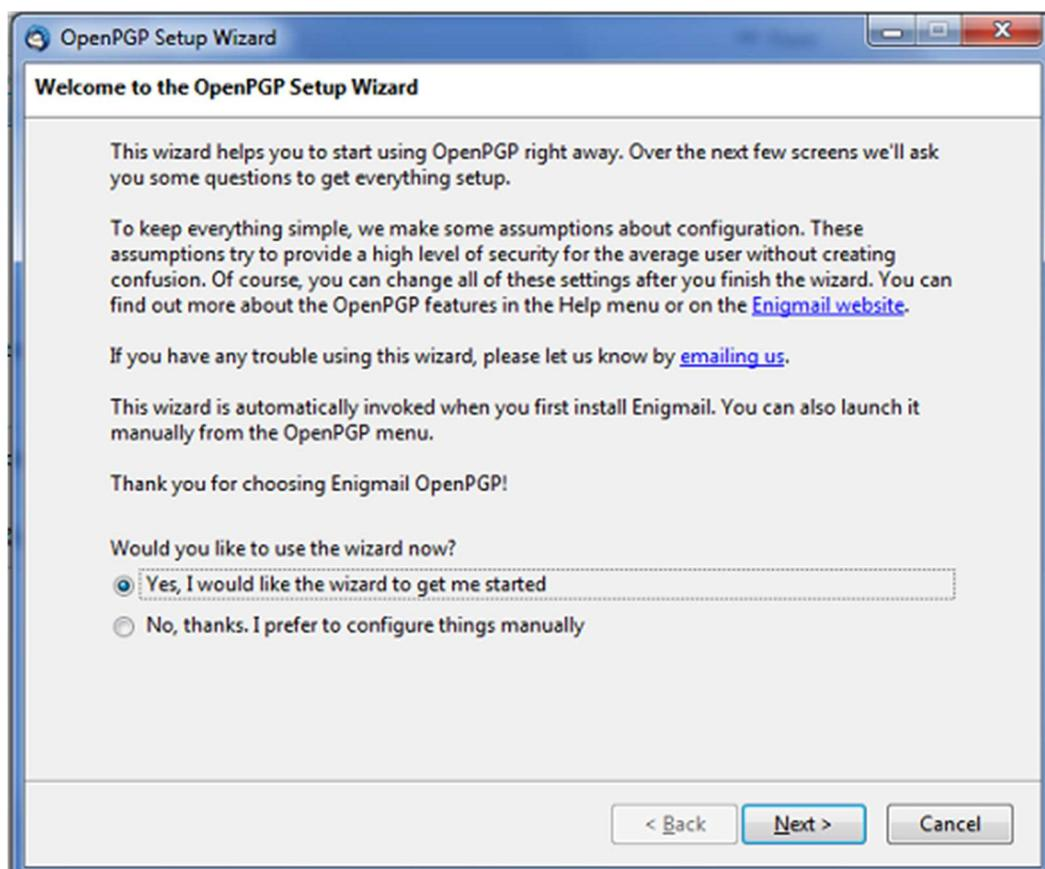 OpenPGP Setup Wizard
Welcome to the OpenPGP Setup Wizard
This wizard helps you to start using OpenPGP right away. Over the next few screens we'll ask
you some questions to get everything setup.
To keep everything simple, we make some assumptions about configuration. These
assumptions try to provide a high level of security for the average user without creating
confusion. Of course, you can change all of these settings after you finish the wizard. You can
find out more about the OpenPGP features in the Help menu or on the Enigmail website.
If you have any trouble using this wizard, please let us know by emailing us.
This wizard is automatically invoked when you first install Enigmail. You can also launch it
manually from the OpenPGP menu.
Thank you for choosing Enigmail OpenPGP!
Would you like to use the wizard now?
Yes, I would like the wizard to get me started
No, thanks. I prefer to configure things manually
< Back Next > Cancel